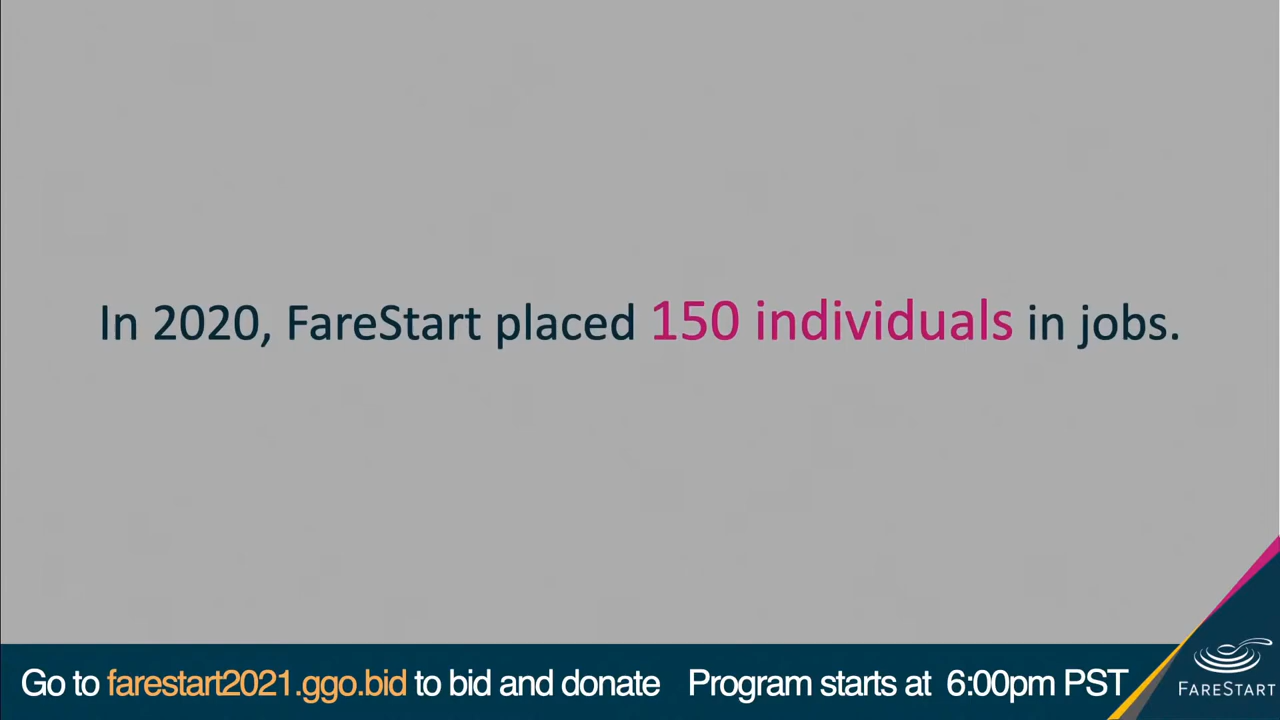 In 2020, FareStart placed 150 individuals in jobs.
Go to farestart2021.ggo.bid to bid and donate Program starts at 6:00pm PST
FARESTART